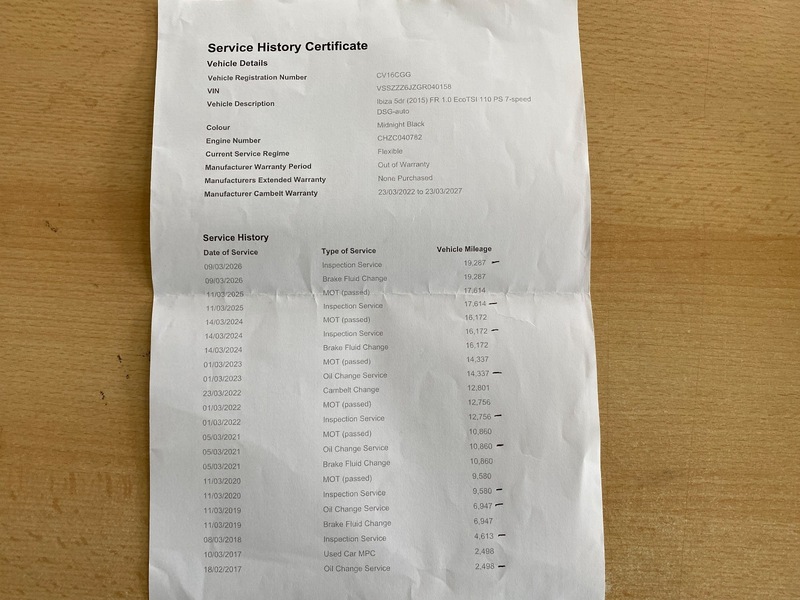 Service History Certificate
Vehicle Details
Vehicle Registration Number CV16CGG
VIN VSSZZZ6JZGR040156
Vehicle Description Ibiza 5dr (2015) FR 1.0 EcoTSI 110 PS 7-speed
DSG-auto
Colour Midnight Black
Engine Number CHZC040782
Current Service Regime Flexible
Manufacturer Warranty Period Out of Warranty
Manufacturers Extended Warranty None Purchased
Manufacturer Cambelt Warranty 23/03/2022 to 23/03/2027
Service History
Date of Service Type of Service Vehicle Mileage
09/03/2026 Inspection Service 19,287 –
09/03/2026 Brake Fluid Change 19,287
11/03/2025 MOT (passed) 17,614
11/03/2025 Inspection Service 17,614 –
14/03/2024 MOT (passed) 16,172
14/03/2024 Inspection Service 16,172 –
14/03/2024 Brake Fluid Change 16,172
01/03/2023 MOT (passed) 14,337
01/03/2023 Oil Change Service 14,337 –
23/03/2022 Cambelt Change 12,801
01/03/2022 MOT (passed) 12,756
01/03/2022 Inspection Service 12,756 –
05/03/2021 MOT (passed) 10,860
05/03/2021 Oil Change Service 10,860 –
05/03/2021 Brake Fluid Change 10,860
11/03/2020 MOT (passed) 9,580
11/03/2020 Inspection Service 9,580 –
11/03/2019 Oil Change Service 6,947 –
11/03/2019 Brake Fluid Change 6,947
08/03/2018 Inspection Service 4,613 –
10/03/2017 Used Car MPC 2,498
18/02/2017 Oil Change Service 2,498 –